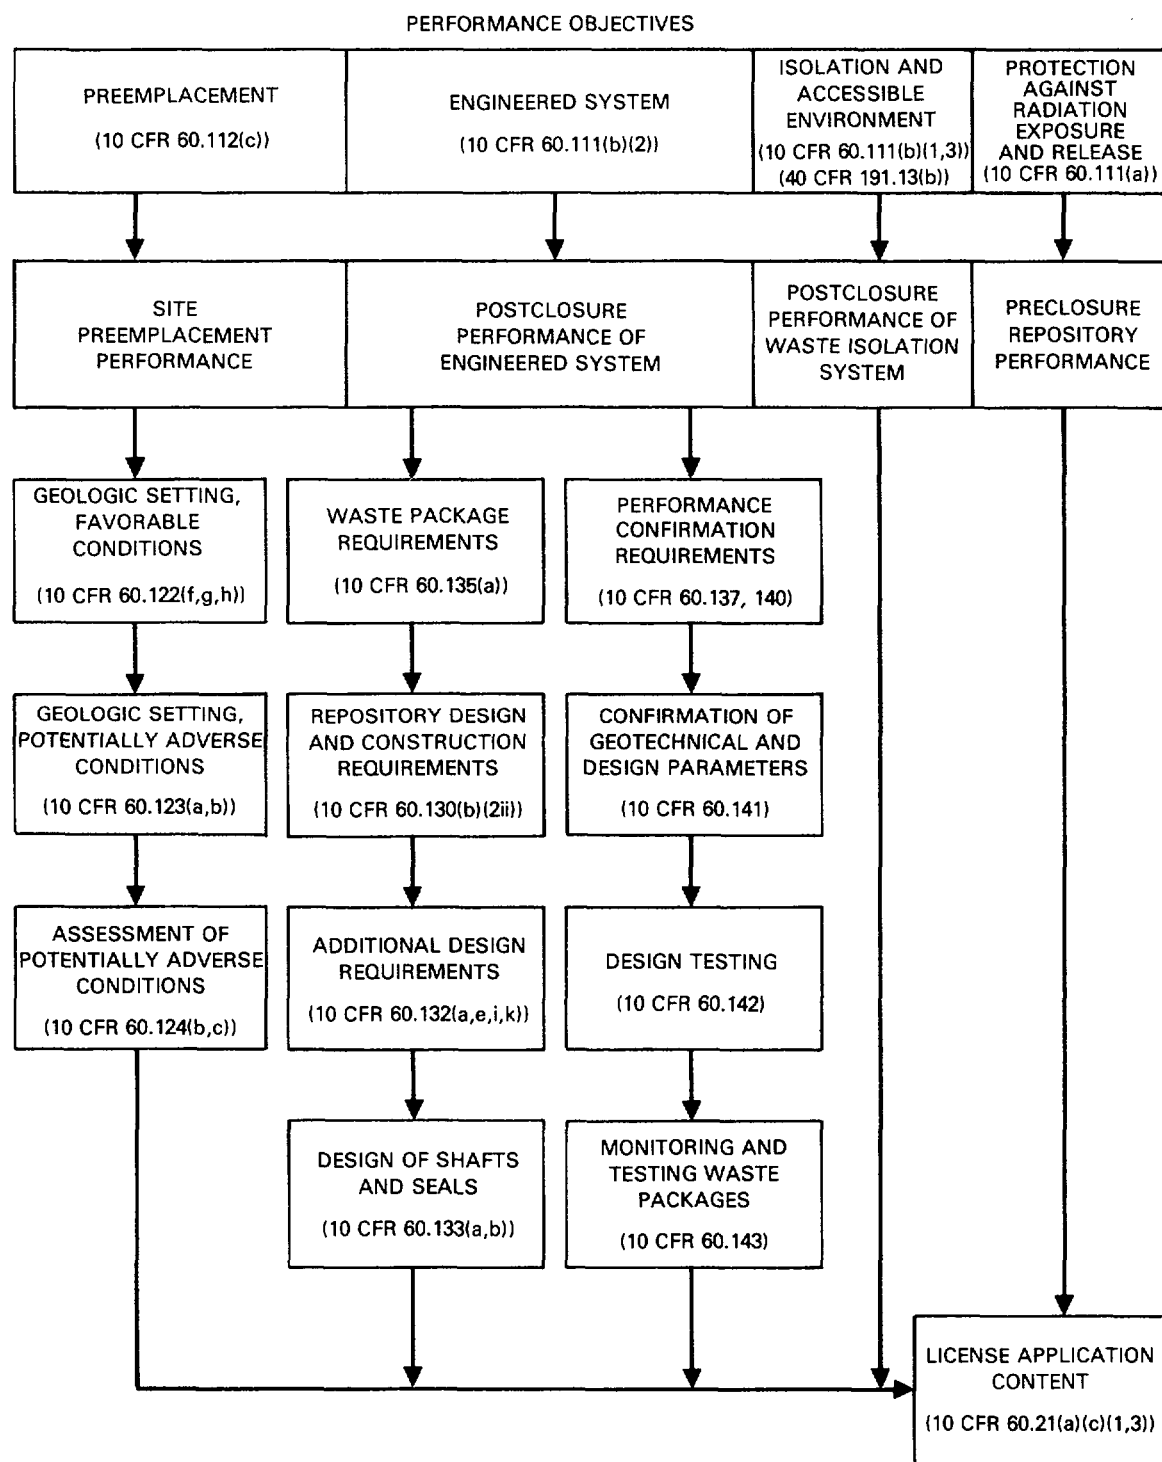 PERFORMANCE OBJECTIVES
PREEMPLACEMENT
(10 CFR 60.112(c))
ENGINEERED SYSTEM
(10 CFR 60.111(b)(2))
ISOLATION AND
ACCESSIBLE
ENVIRONMENT
(10 CFR 60.111(b)(1,3))
(40 CFR 191.13(b))
PROTECTION
AGAINST
RADIATION
EXPOSURE
AND RELEASE
(10 CFR 60.111(a))
SITE
PREEMPLACEMENT
PERFORMANCE
POSTCLOSURE
PERFORMANCE OF
ENGINEERED SYSTEM
POSTCLOSURE
PERFORMANCE OF
WASTE ISOLATION
SYSTEM
PRECLOSURE
REPOSITORY
PERFORMANCE
GEOLOGIC SETTING,
FAVORABLE
CONDITIONS
(10 CFR 60.122(f,g,h))
WASTE PACKAGE
REQUIREMENTS
(10 CFR 60.135(a))
PERFORMANCE
CONFIRMATION
REQUIREMENTS
(10 CFR 60.137, 140)
GEOLOGIC SETTING,
POTENTIALLY ADVERSE
CONDITIONS
(10 CFR 60.123(a,b))
REPOSITORY DESIGN
AND CONSTRUCTION
REQUIREMENTS
(10 CFR 60.130(b)(2ii))
CONFIRMATION OF
GEOTECHNICAL AND
DESIGN PARAMETERS
(10 CFR 60.141)
ASSESSMENT OF
POTENTIALLY ADVERSE
CONDITIONS
(10 CFR 60.124(b,c))
ADDITIONAL DESIGN
REQUIREMENTS
(10 CFR 60.132(a,e,i,k))
DESIGN TESTING
(10 CFR 60.142)
DESIGN OF SHAFTS
AND SEALS
(10 CFR 60.133(a,b))
MONITORING AND
TESTING WASTE
PACKAGES
(10 CFR 60.143)
LICENSE APPLICATION
CONTENT
(10 CFR 60.21(a)(c)(1,3))